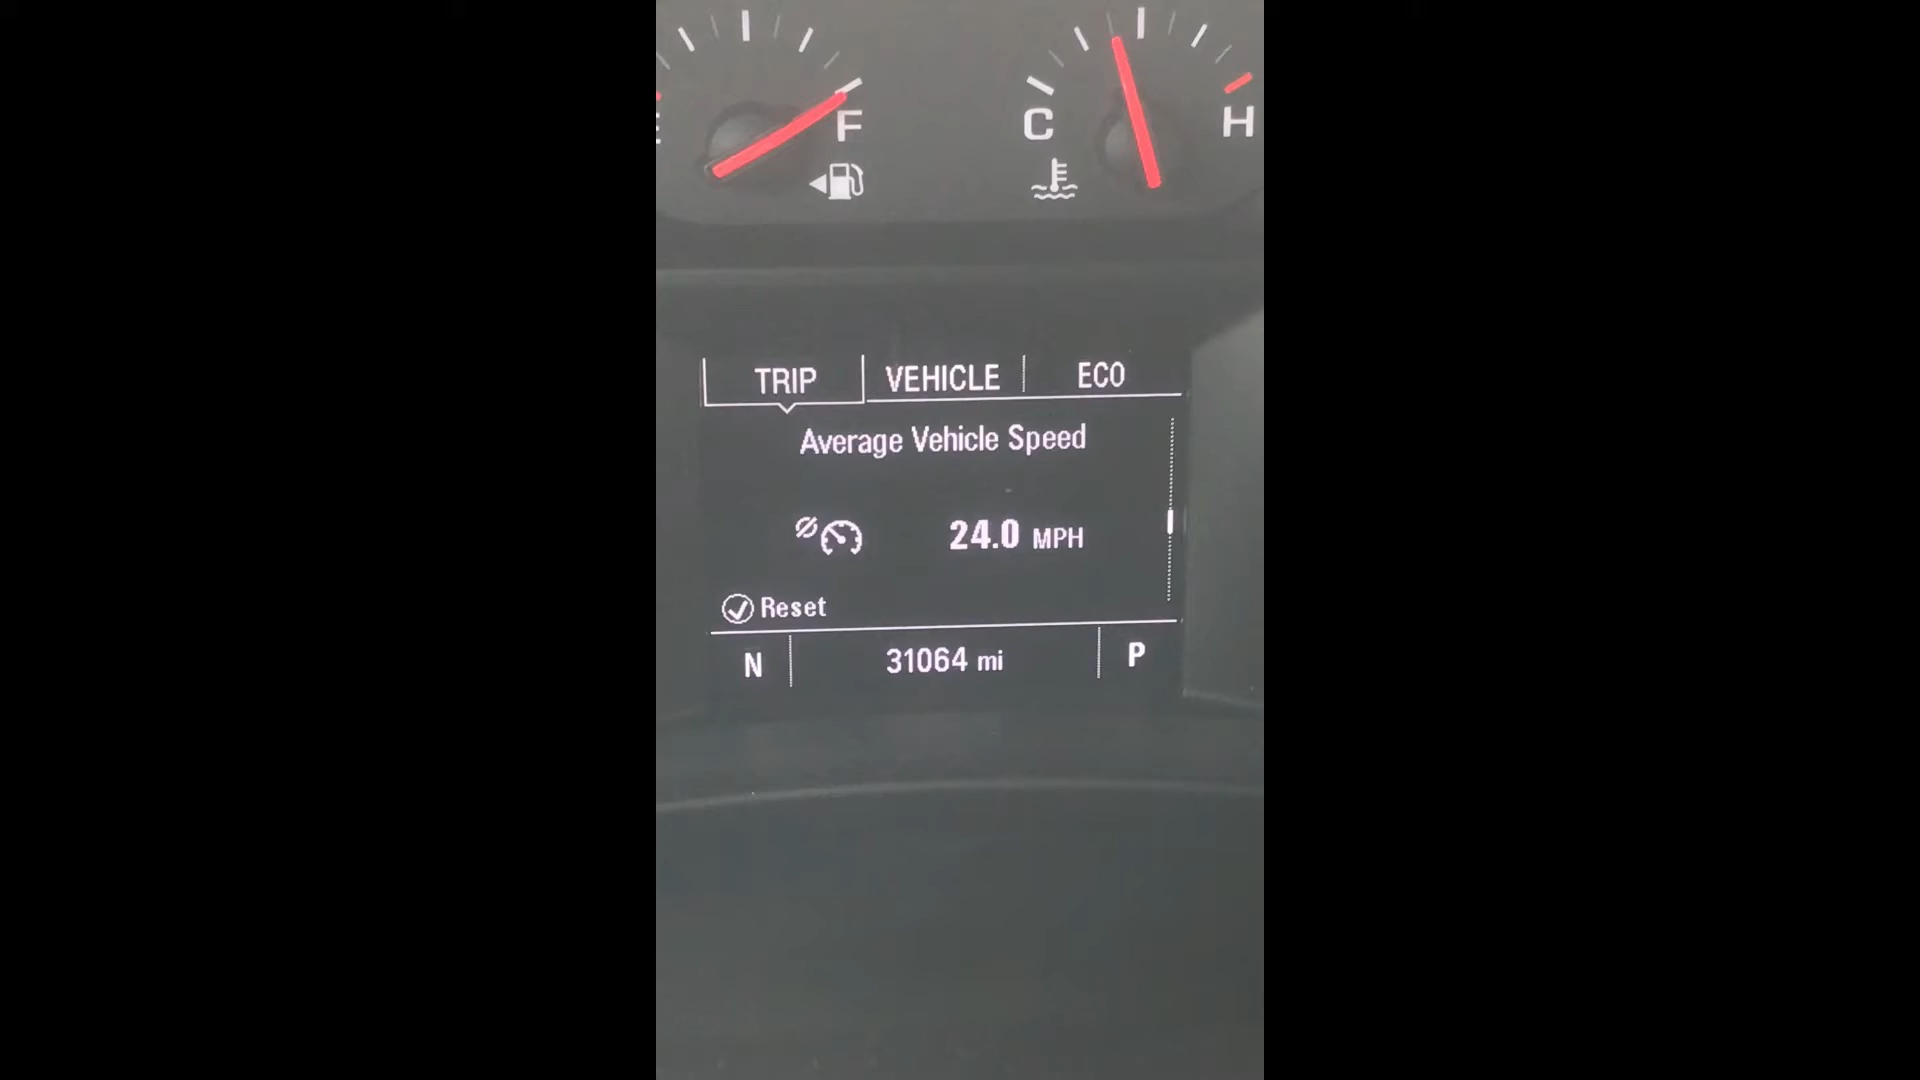 F
C H
TRIP VEHICLE ECO
Average Vehicle Speed
24.0 MPH
Reset
N 31064 mi P